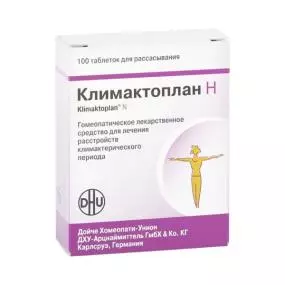 100 таблеток для рассасывания
Климактоплан Н
Klimaktoplan® N
Гомеопатическое лекарственное
средство для лечения
расстройств
климактерического
периода
DHU
Дойче Хомеопати-Унион
ДХУ-Арцнаймиттель ГмбХ & Ко. КГ
Карлсруэ, Германия